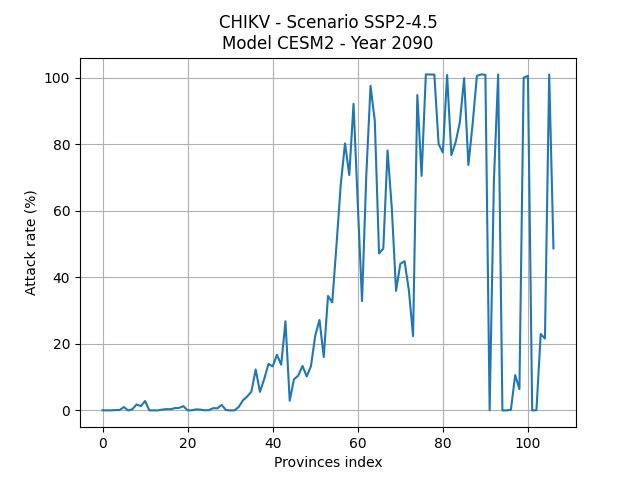 CHIKV - Scenario SSP2-4.5
Model CESM2 - Year 2090
Attack rate (%)
100
80
60
40
20
0
0 20 40 60 80 100
Provinces index